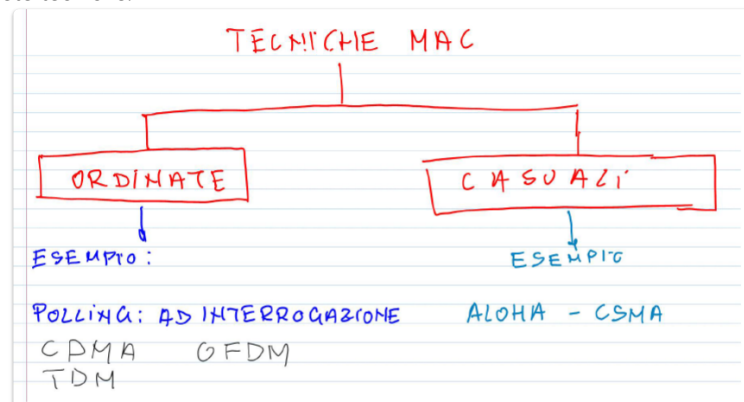 TECNICHE MAC
ORDINATE
CASUALI
ESEMPIO:
ESEMPIO
POLLING: AD INTERROGAZIONE
ALOHA - CSMA
CDMA OFDM
TDM